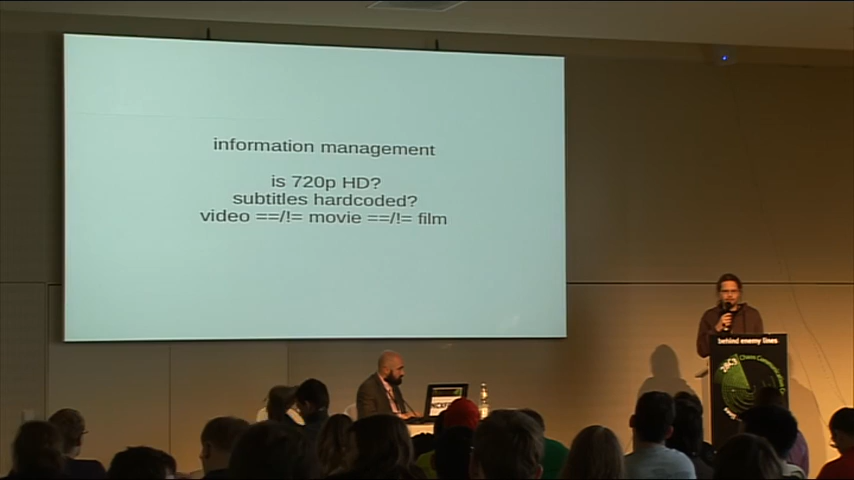 information management
is 720p HD?
subtitles hardcoded?
video ==/!= movie ==/!= film
behind enemy lines